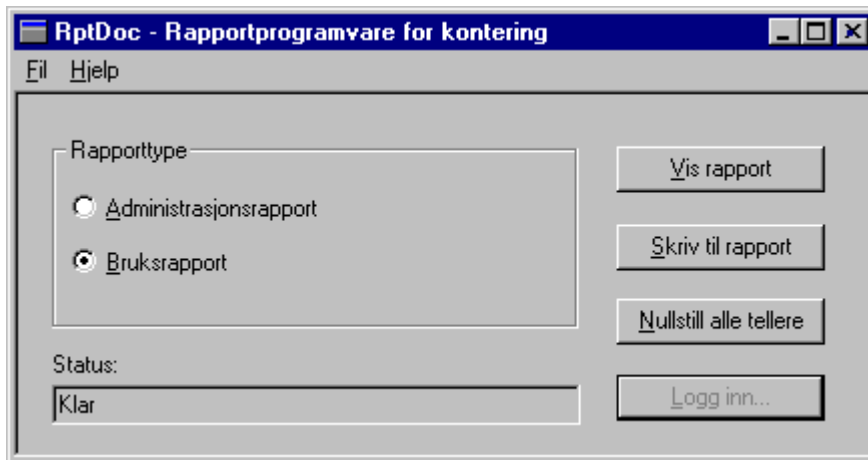 RptDoc - Rapportprogramvare for kontering
Fil Hjelp
Rapporttype
Administrasjonsrapport
Bruksrapport
Vis rapport
Skriv til rapport
Nullstill alle tellere
Status:
Klar
Logg inn...